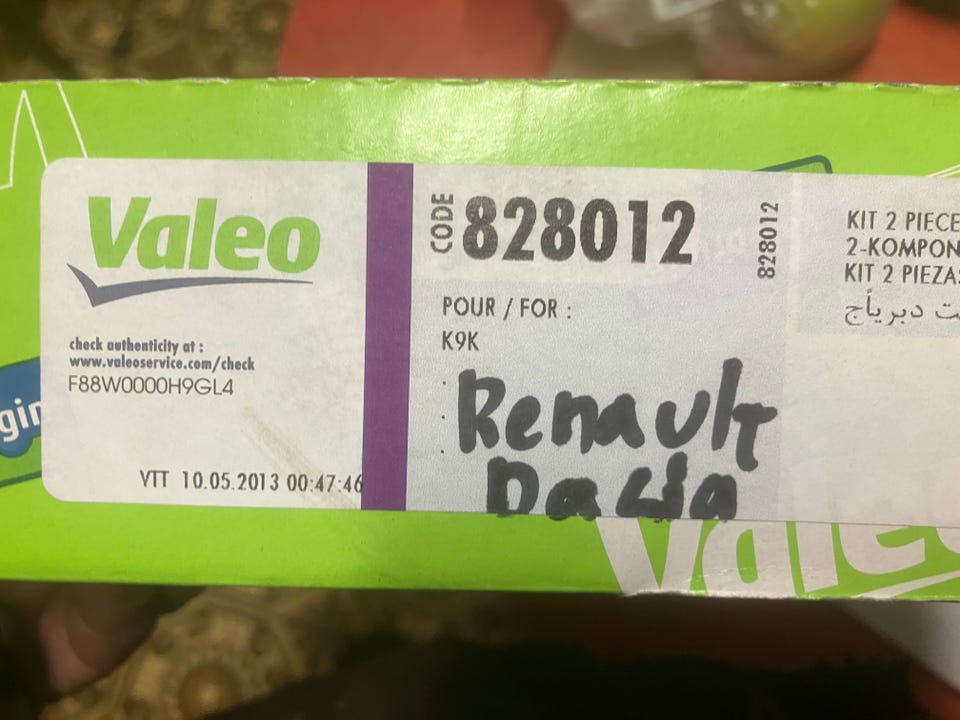 Valeo
check authenticity at :
www.valeoservice.com/check
F88W0000H9GL4
VTT 10.05.2013 00:47:46
CODE 828012
828012
POUR / FOR :
K9K
Renault
Dacia
KIT 2 PIECE
2-KOMPON
KIT 2 PIEZAS
Valeo